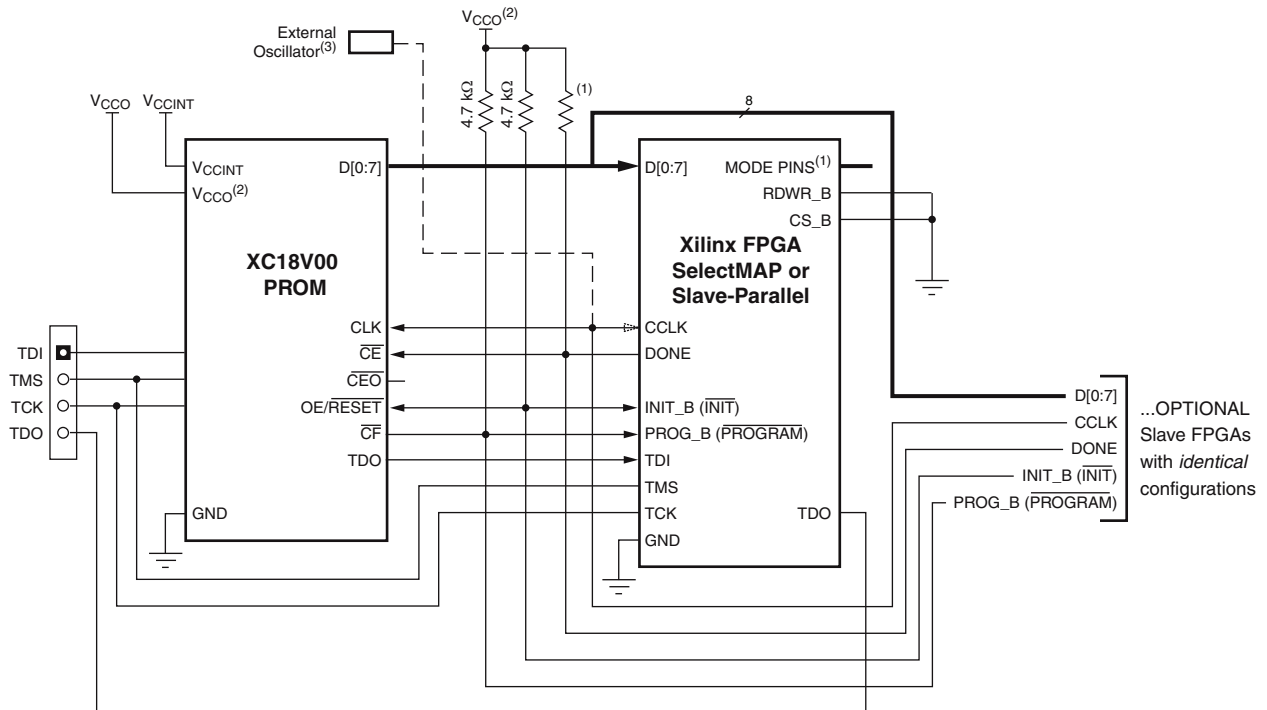 External
Oscillator(3)
VCCO(2)
4.7 kΩ
4.7 kΩ
(1)
8
VCCO
VCCINT
VCCINT
VCCO(2)
D[0:7]
XC18V00
PROM
CLK
CE
CEO
OE/RESET
CF
TDO
GND
TDI
TMS
TCK
TDO
D[0:7]
MODE PINS(1)
RDWR_B
CS_B
Xilinx FPGA
SelectMAP or
Slave-Parallel
CCLK
DONE
INIT_B (INIT)
PROG_B (PROGRAM)
TDI
TMS
TCK
TDO
GND
D[0:7]
CCLK
DONE
INIT_B (INIT)
PROG_B (PROGRAM)
...OPTIONAL
Slave FPGAs
with identical
configurations